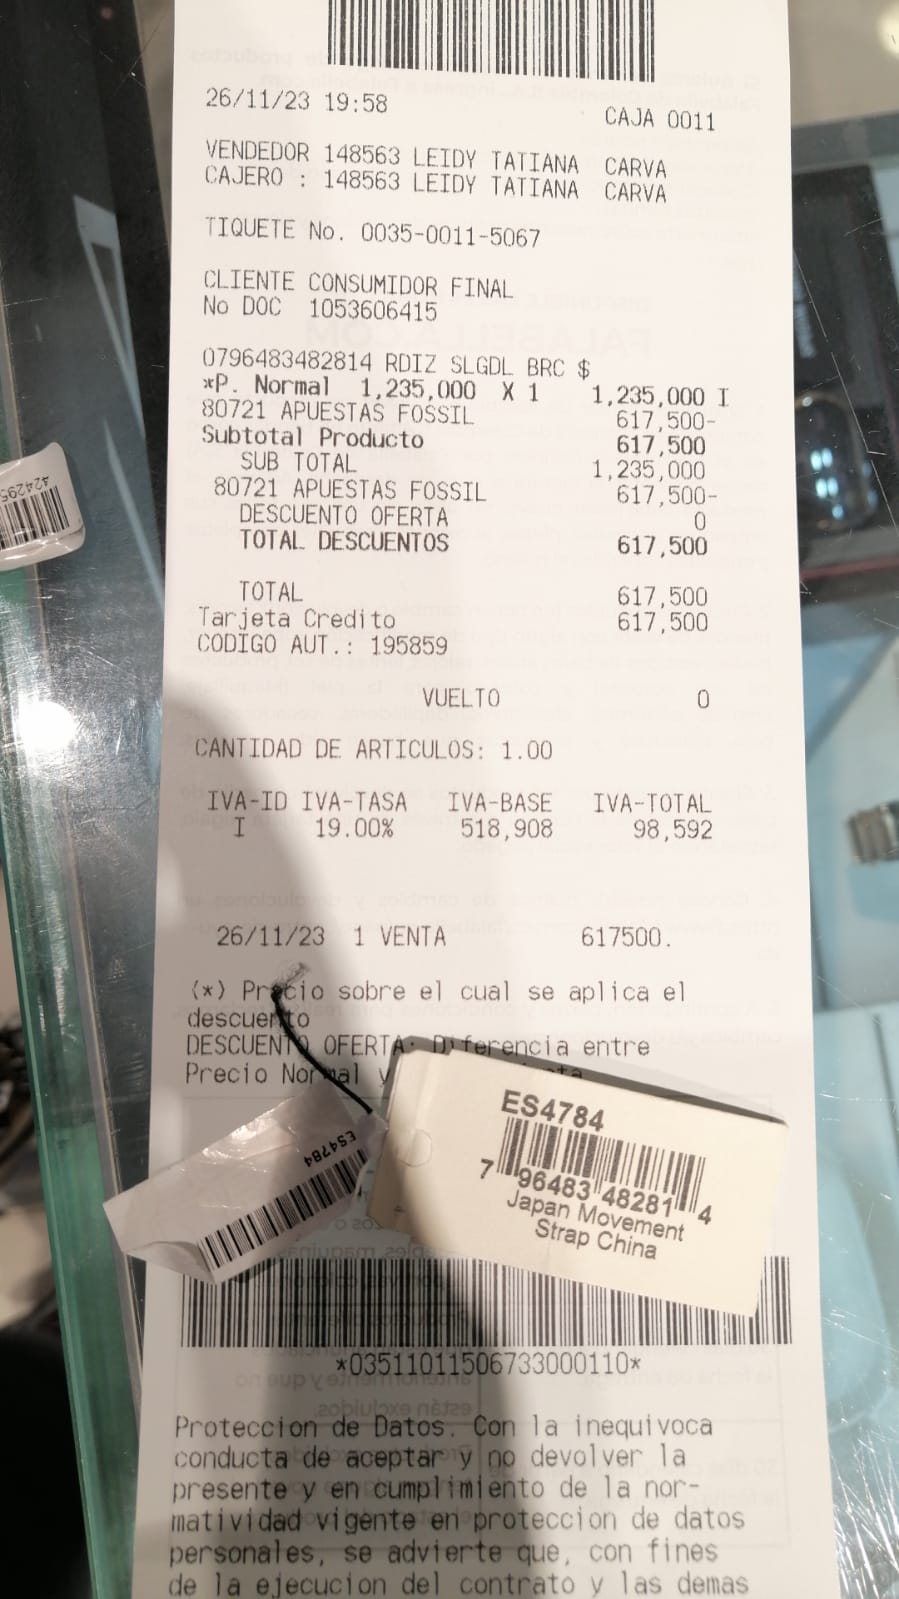 26/11/23 19:58 CAJA 0011
VENDEDOR 148563 LEIDY TATIANA CARVA
CAJERO : 148563 LEIDY TATIANA CARVA
TIQUETE No. 0035-0011-5067
CLIENTE CONSUMIDOR FINAL
No DOC 1053606415
0796483482814 RDIZ SLGDL BRC $
*P. Normal 1,235,000 X 1 1,235,000 I
80721 APUESTAS FOSSIL 617,500-
Subtotal Producto 617,500
SUB TOTAL 1,235,000
80721 APUESTAS FOSSIL 617,500-
DESCUENTO OFERTA 0
TOTAL DESCUENTOS 617,500
TOTAL 617,500
Tarjeta Credito 617,500
CODIGO AUT.: 195859
VUELTO 0
CANTIDAD DE ARTICULOS: 1.00
IVA-ID IVA-TASA IVA-BASE IVA-TOTAL
I 19.00% 518,908 98,592
26/11/23 1 VENTA 617500.
(*) Precio sobre el cual se aplica el
descuento
DESCUENTO OFERTA: Diferencia entre
Precio Normal y
ES4784
ES4784
7 96483 48281 4
Japan Movement
Strap China
*03511011506733000110*
Proteccion de Datos. Con la inequivoca
conducta de aceptar y no devolver la
presente y en cumplimiento de la nor-
matividad vigente en proteccion de datos
personales, se advierte que, con fines
de la ejecucion del contrato y las demas